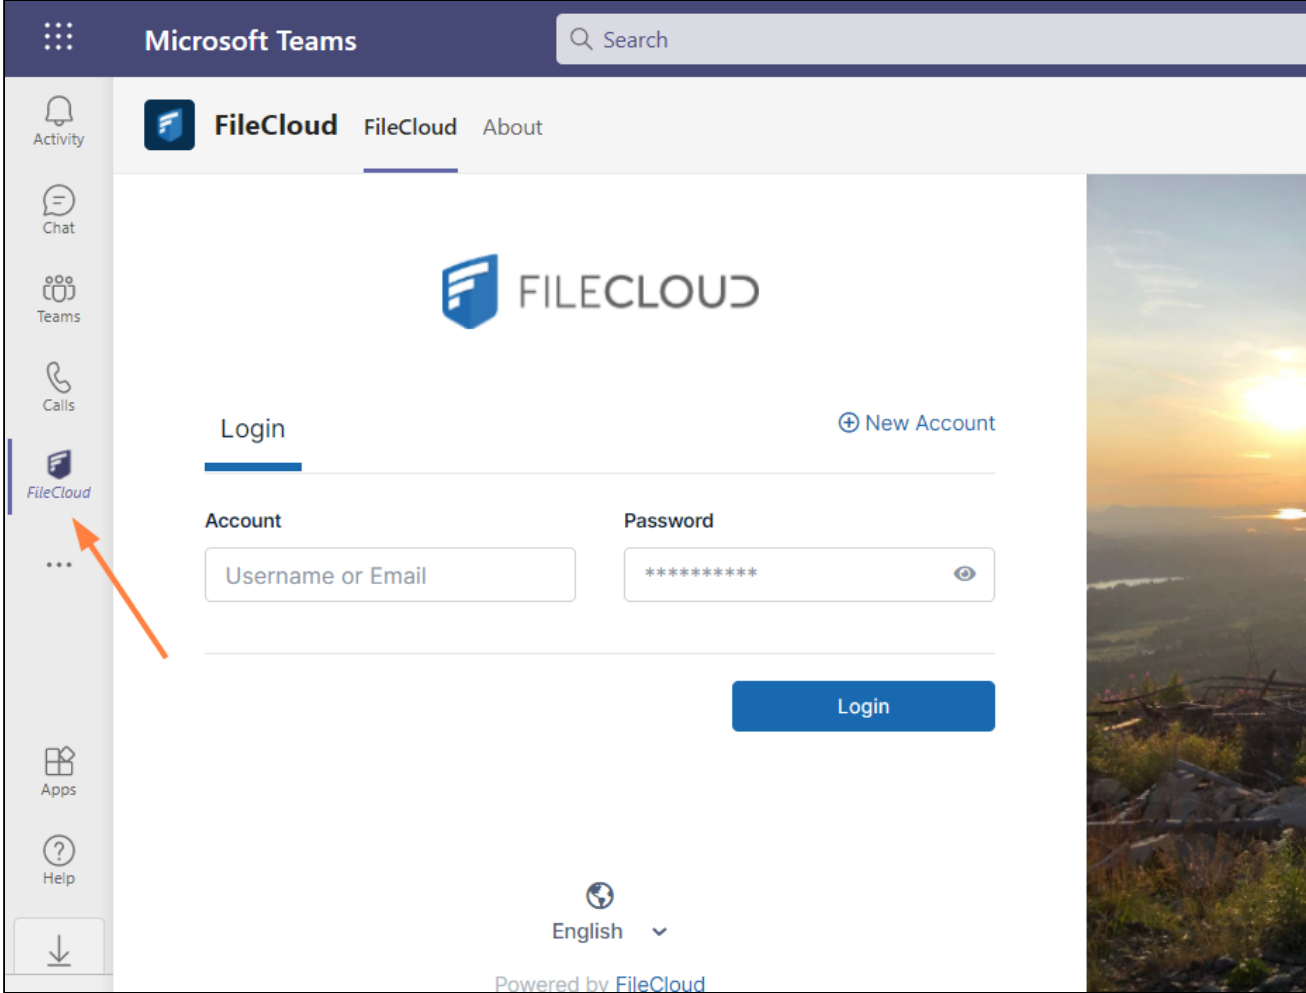 Microsoft Teams
Search
Activity
Chat
Teams
Calls
FileCloud
Apps
Help
FileCloud FileCloud About
FILECLOUD
Login
New Account
Account
Password
Username or Email
**********
Login
English
Powered by FileCloud